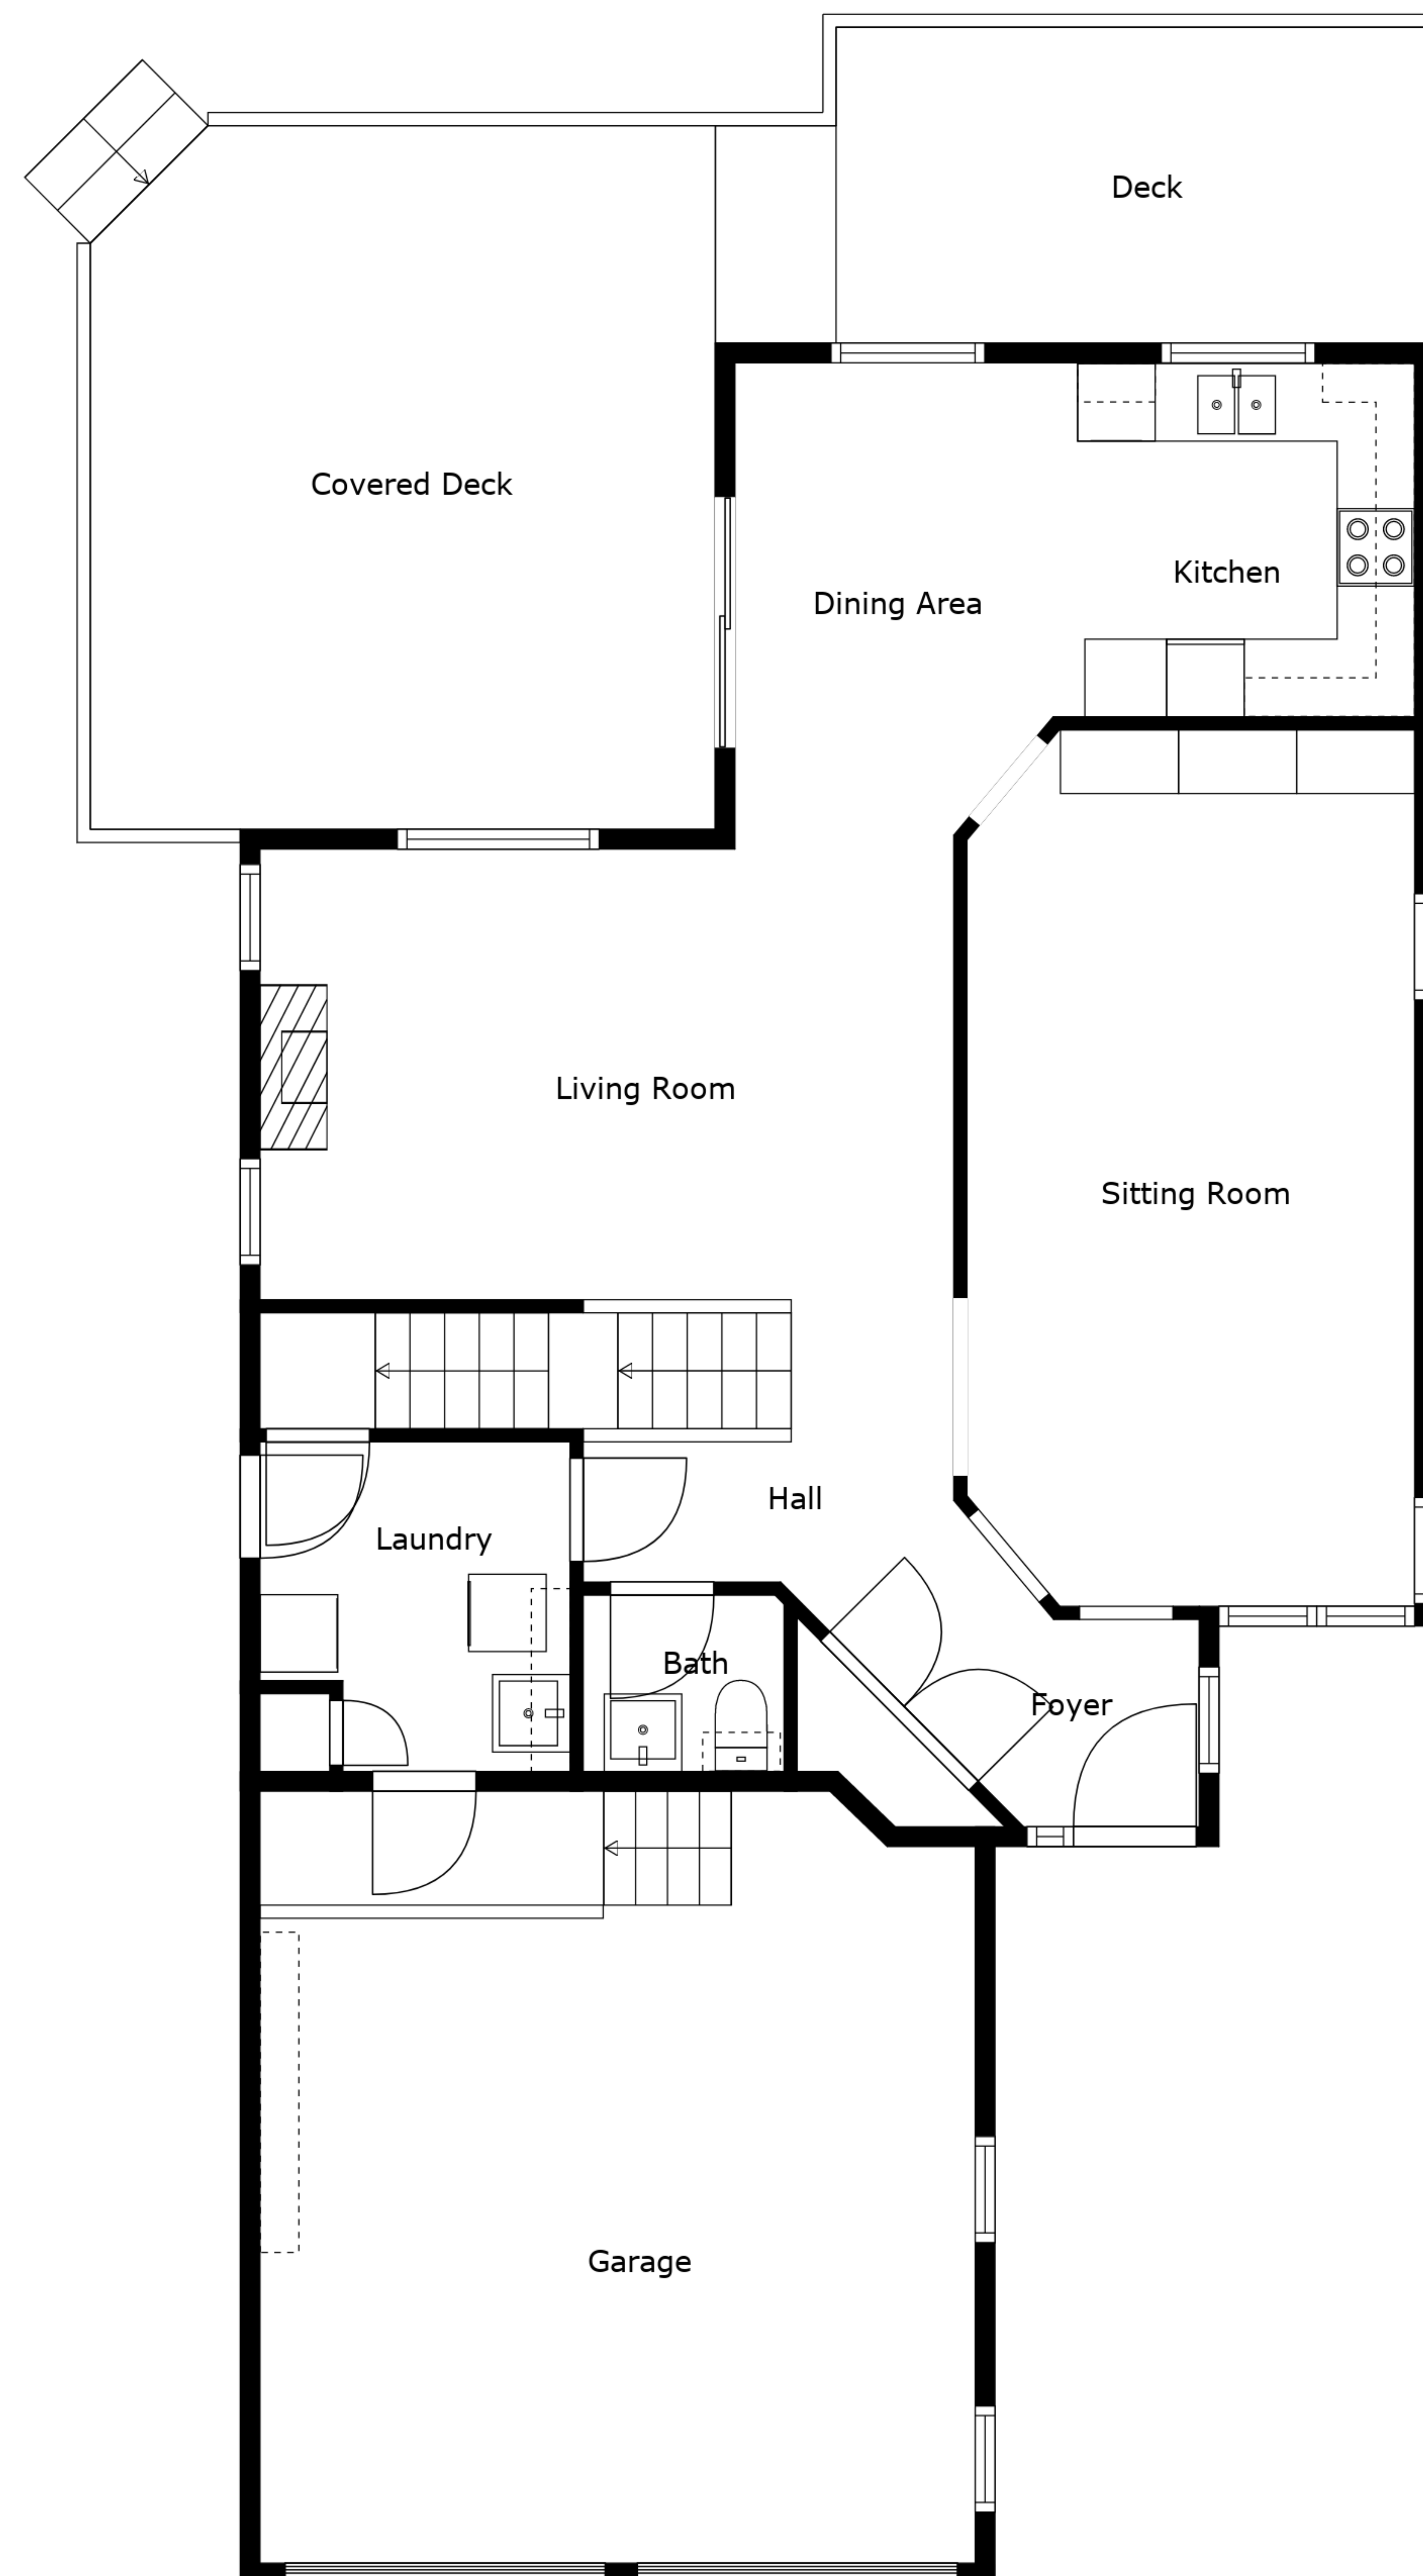 Deck
Covered Deck
Kitchen
Dining Area
Living Room
Sitting Room
Hall
Laundry
Bath
Foyer
Garage